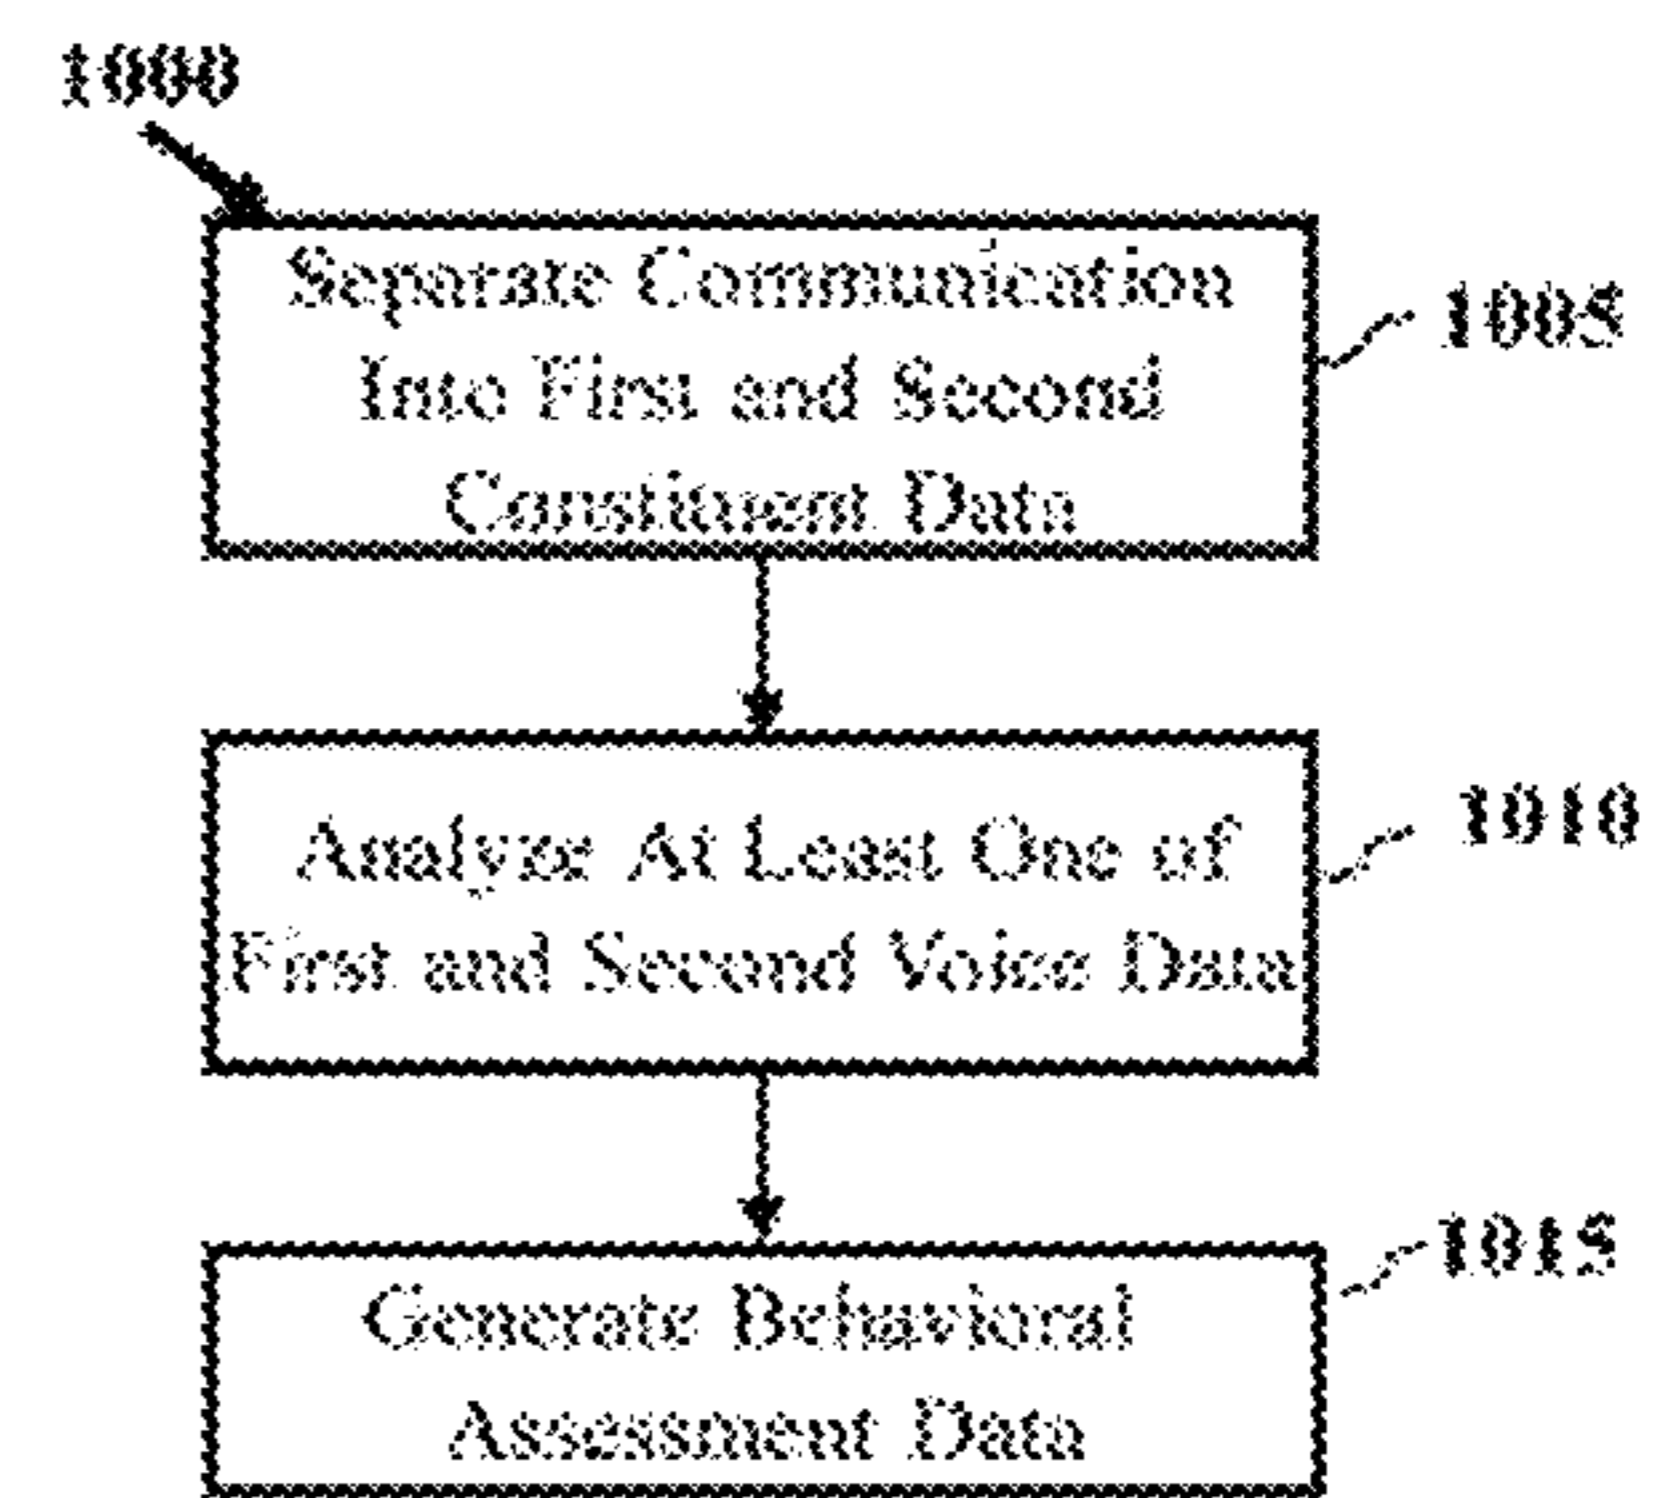 1000
Separate Communication
Into First and Second
Constituent Data
1005
Analyze At Least One of
First and Second Voice Data
1010
Generate Behavioral
Assessment Data
1015